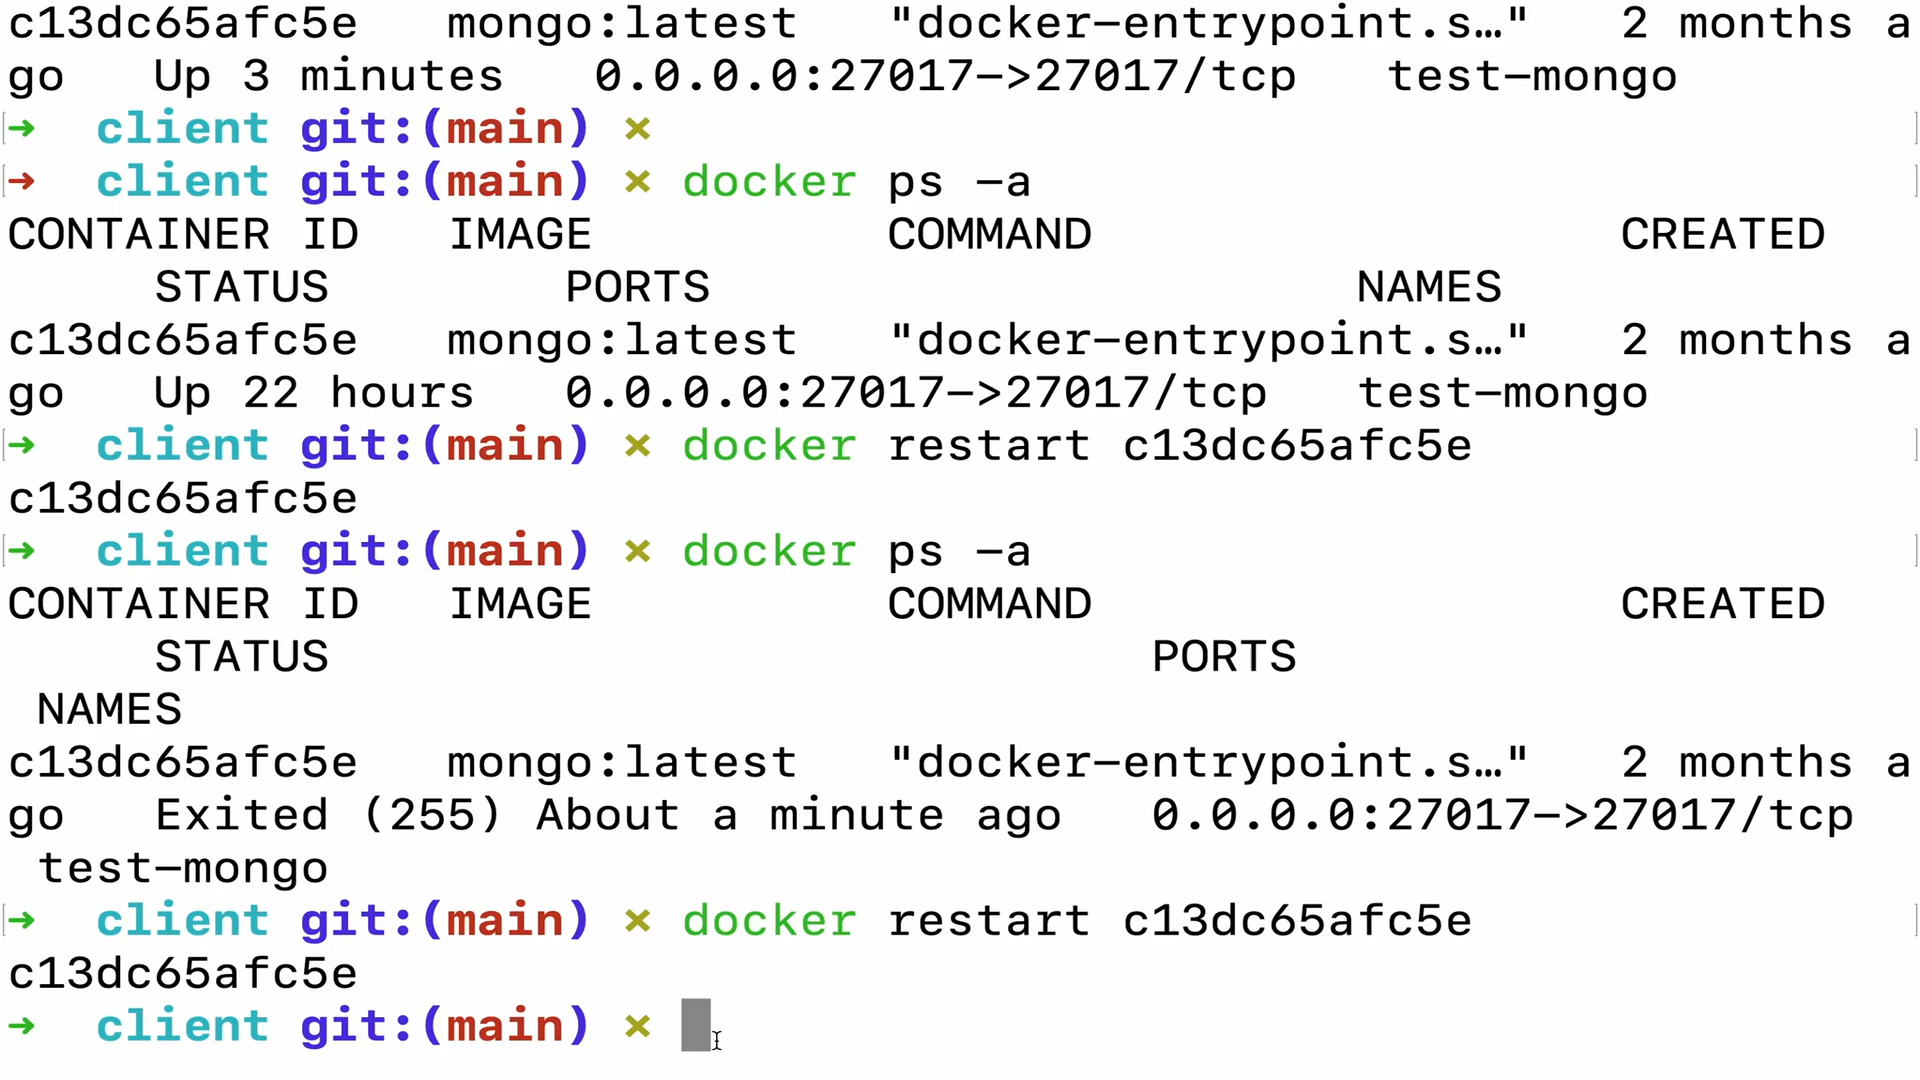 c13dc65afc5e   mongo:latest   "docker-entrypoint.s…"   2 months a
go   Up 3 minutes   0.0.0.0:27017->27017/tcp   test-mongo
➜  client git:(main) ×
➜  client git:(main) × docker ps -a
CONTAINER ID   IMAGE          COMMAND                  CREATED
     STATUS        PORTS                      NAMES
c13dc65afc5e   mongo:latest   "docker-entrypoint.s…"   2 months a
go   Up 22 hours   0.0.0.0:27017->27017/tcp   test-mongo
➜  client git:(main) × docker restart c13dc65afc5e
c13dc65afc5e
➜  client git:(main) × docker ps -a
CONTAINER ID   IMAGE          COMMAND                  CREATED
     STATUS                            PORTS
 NAMES
c13dc65afc5e   mongo:latest   "docker-entrypoint.s…"   2 months a
go   Exited (255) About a minute ago   0.0.0.0:27017->27017/tcp
 test-mongo
➜  client git:(main) × docker restart c13dc65afc5e
c13dc65afc5e
➜  client git:(main) ×